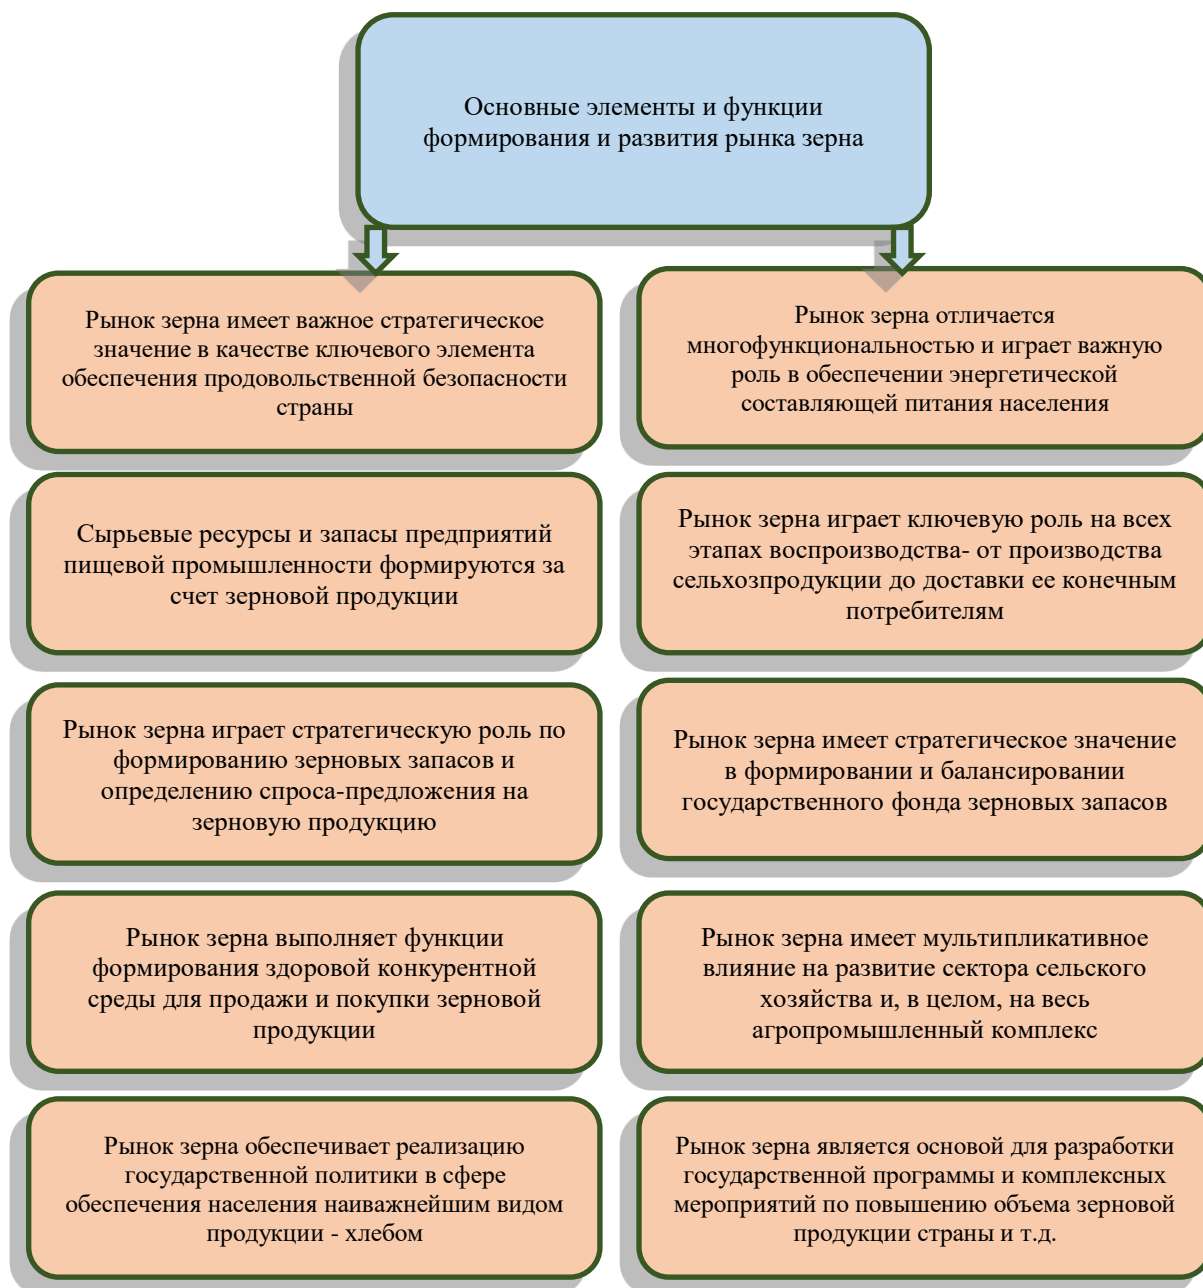 Основные элементы и функции
формирования и развития рынка зерна
Рынок зерна имеет важное стратегическое
значение в качестве ключевого элемента
обеспечения продовольственной безопасности
страны
Рынок зерна отличается
многофункциональностью и играет важную
роль в обеспечении энергетической
составляющей питания населения
Сырьевые ресурсы и запасы предприятий
пищевой промышленности формируются за
счет зерновой продукции
Рынок зерна играет ключевую роль на всех
этапах воспроизводства- от производства
сельхозпродукции до доставки ее конечным
потребителям
Рынок зерна играет стратегическую роль по
формированию зерновых запасов и
определению спроса-предложения на
зерновую продукцию
Рынок зерна имеет стратегическое значение
в формировании и балансировании
государственного фонда зерновых запасов
Рынок зерна выполняет функции
формирования здоровой конкурентной
среды для продажи и покупки зерновой
продукции
Рынок зерна имеет мультипликативное
влияние на развитие сектора сельского
хозяйства и, в целом, на весь
агропромышленный комплекс
Рынок зерна обеспечивает реализацию
государственной политики в сфере
обеспечения населения наиважнейшим видом
продукции - хлебом
Рынок зерна является основой для разработки
государственной программы и комплексных
мероприятий по повышению объема зерновой
продукции страны и т.д.